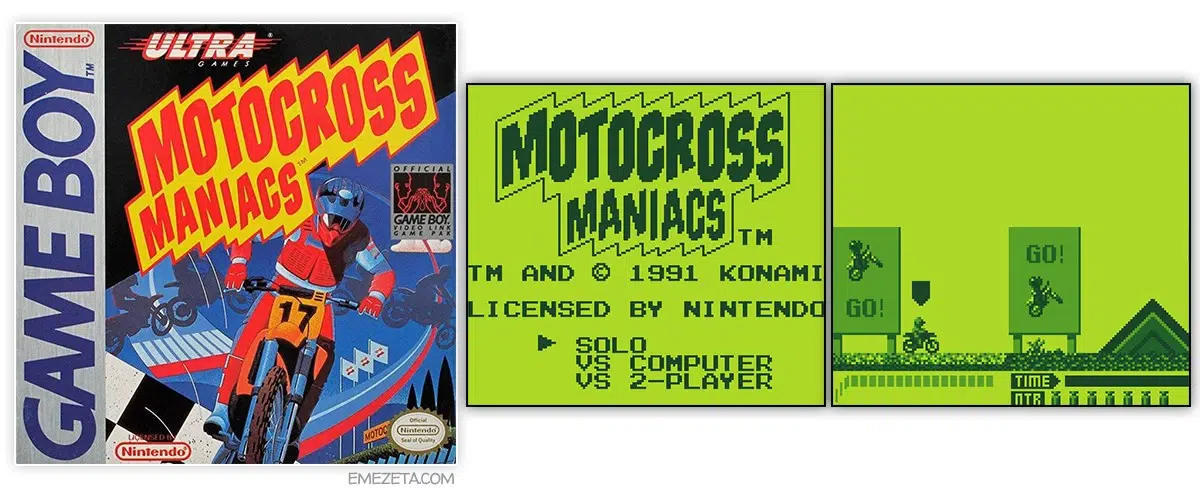 Nintendo
GAME BOY TM
ULTRA
GAMES
MOTOCROSS
MANIACS TM
OFFICIAL
GAME BOY
VIDEO LINK
GAME PAK
17
MOTOC
LICENSED BY
Nintendo
Official
Nintendo
Seal of Quality
EMEZETA.COM
MOTOCROSS
MANIACS
TM
TM AND © 1991 KONAMI
LICENSED BY NINTENDO
SOLO
VS COMPUTER
VS 2-PLAYER
GO!
GO!
TIME
NTR